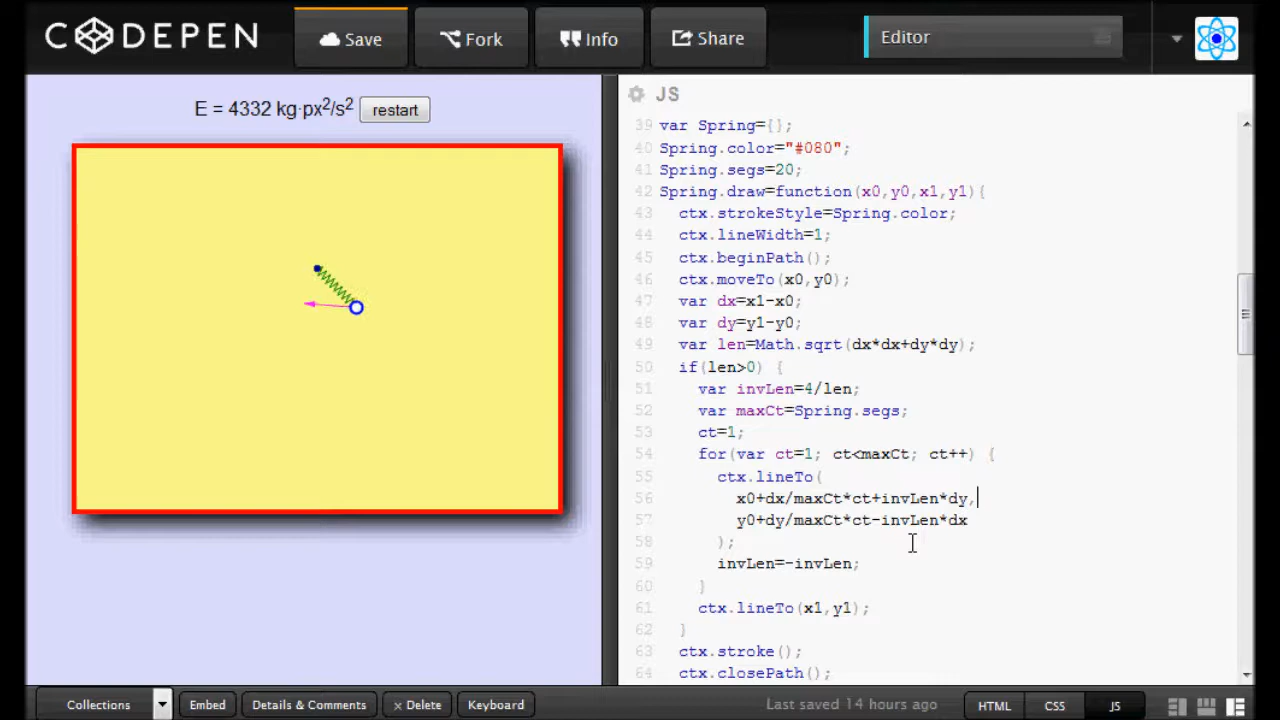 CODEPEN
Save
Fork
Info
Share
Editor
E = 4332 kg·px²/s² restart
JS
39 var Spring={};
40 Spring.color="#080";
41 Spring.segs=20;
42 Spring.draw=function(x0,y0,x1,y1){
43 ctx.strokeStyle=Spring.color;
44 ctx.lineWidth=1;
45 ctx.beginPath();
46 ctx.moveTo(x0,y0);
47 var dx=x1-x0;
48 var dy=y1-y0;
49 var len=Math.sqrt(dx*dx+dy*dy);
50 if(len>0) {
51 var invLen=4/len;
52 var maxCt=Spring.segs;
53 ct=1;
54 for(var ct=1; ct<maxCt; ct++) {
55 ctx.lineTo(
56 x0+dx/maxCt*ct+invLen*dy,
57 y0+dy/maxCt*ct-invLen*dx
58 );
59 invLen=-invLen;
60 }
61 ctx.lineTo(x1,y1);
62 }
63 ctx.stroke();
64 ctx.closePath();
Collections
Embed
Details & Comments
× Delete
Keyboard
Last saved 14 hours ago
HTML
CSS
JS